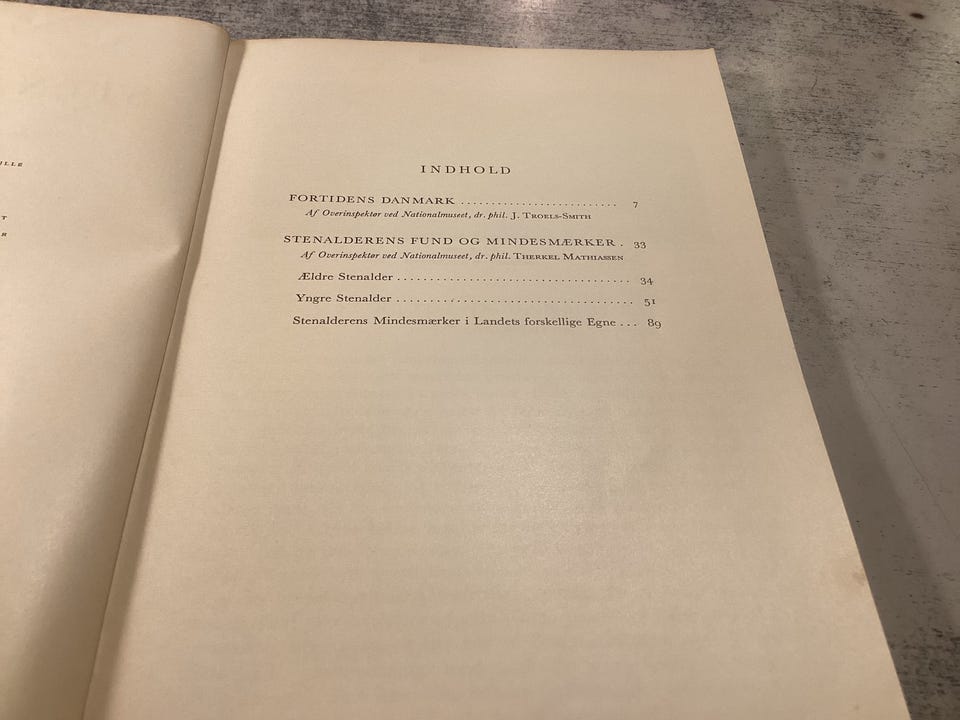 INDHOLD
FORTIDENS DANMARK . . . . . . . . . . . . . . . . . . . . . . . . . . 7
Af Overinspektør ved Nationalmuseet, dr. phil. J. TROELS-SMITH
STENALDERENS FUND OG MINDESMÆRKER . 33
Af Overinspektør ved Nationalmuseet, dr. phil. THERKEL MATHIASSEN
Ældre Stenalder . . . . . . . . . . . . . . . . . . . . . . . . . . . . . . . . . . . . 34
Yngre Stenalder . . . . . . . . . . . . . . . . . . . . . . . . . . . . . . . . . . . . 51
Stenalderens Mindesmærker i Landets forskellige Egne . . . 89